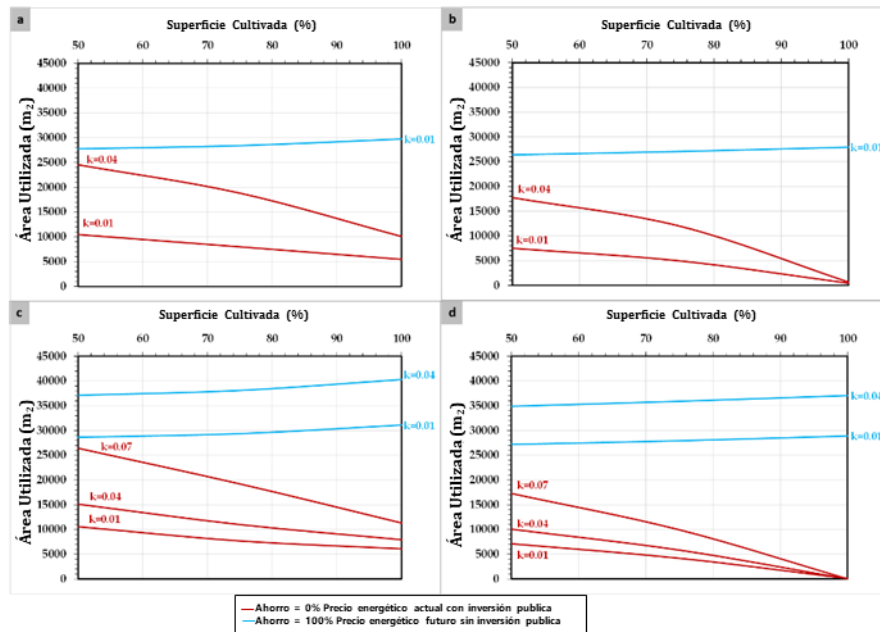 a
Superficie Cultivada (%)
50 60 70 80 90 100
Área Utilizada (m2)
45000
40000
35000
30000
25000
20000
15000
10000
5000
0
k=0.01
k=0.04
k=0.01
b
Superficie Cultivada (%)
50 60 70 80 90 100
Área Utilizada (m2)
45000
40000
35000
30000
25000
20000
15000
10000
5000
0
k=0.01
k=0.04
k=0.01
c
Superficie Cultivada (%)
50 60 70 80 90 100
Área Utilizada (m2)
45000
40000
35000
30000
25000
20000
15000
10000
5000
0
k=0.04
k=0.01
k=0.07
k=0.04
k=0.01
d
Superficie Cultivada (%)
50 60 70 80 90 100
Área Utilizada (m2)
45000
40000
35000
30000
25000
20000
15000
10000
5000
0
k=0.04
k=0.01
k=0.07
k=0.04
k=0.01
Ahorro = 0% Precio energético actual con inversión publica
Ahorro = 100% Precio energético futuro sin inversión publica